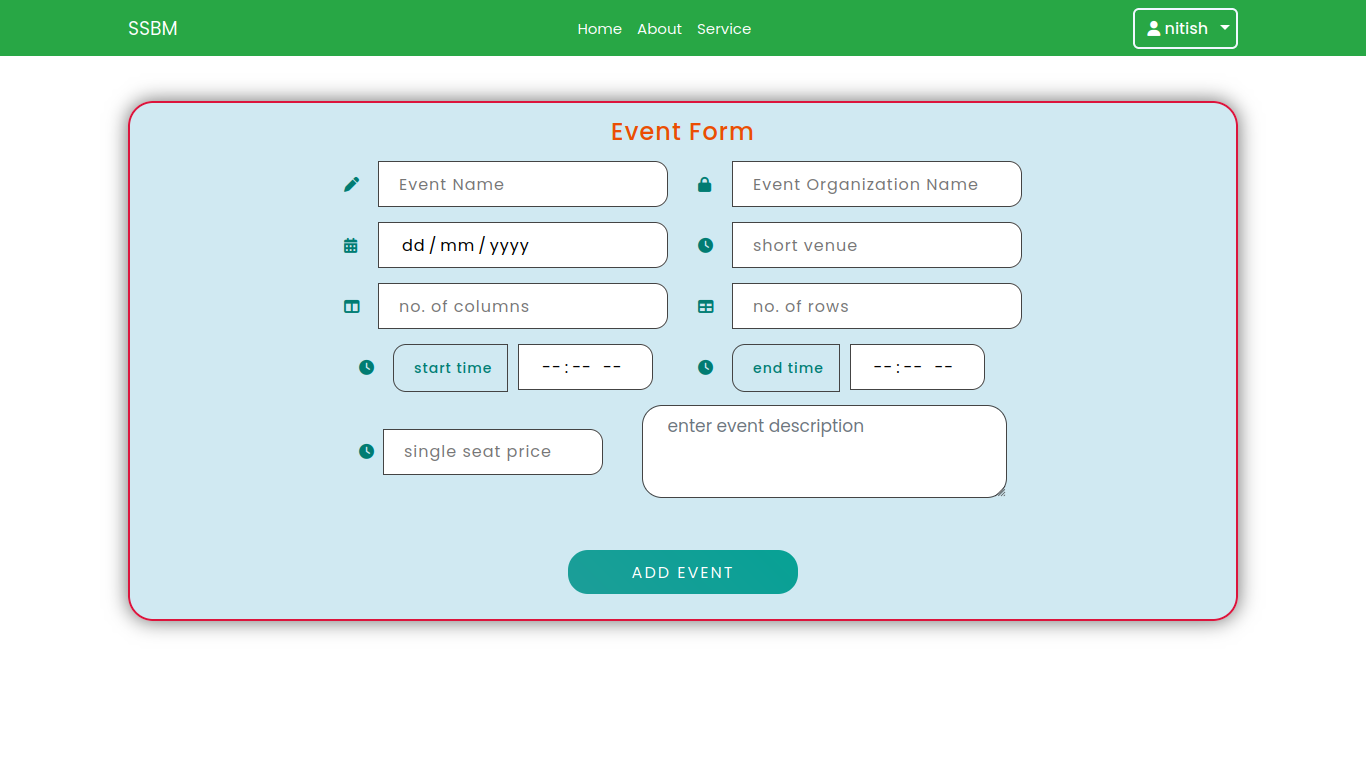 SSBM Home About Service nitish
Event Form
Event Name Event Organization Name
dd / mm / yyyy short venue
no. of columns no. of rows
start time --:-- -- end time --:-- --
single seat price enter event description
ADD EVENT